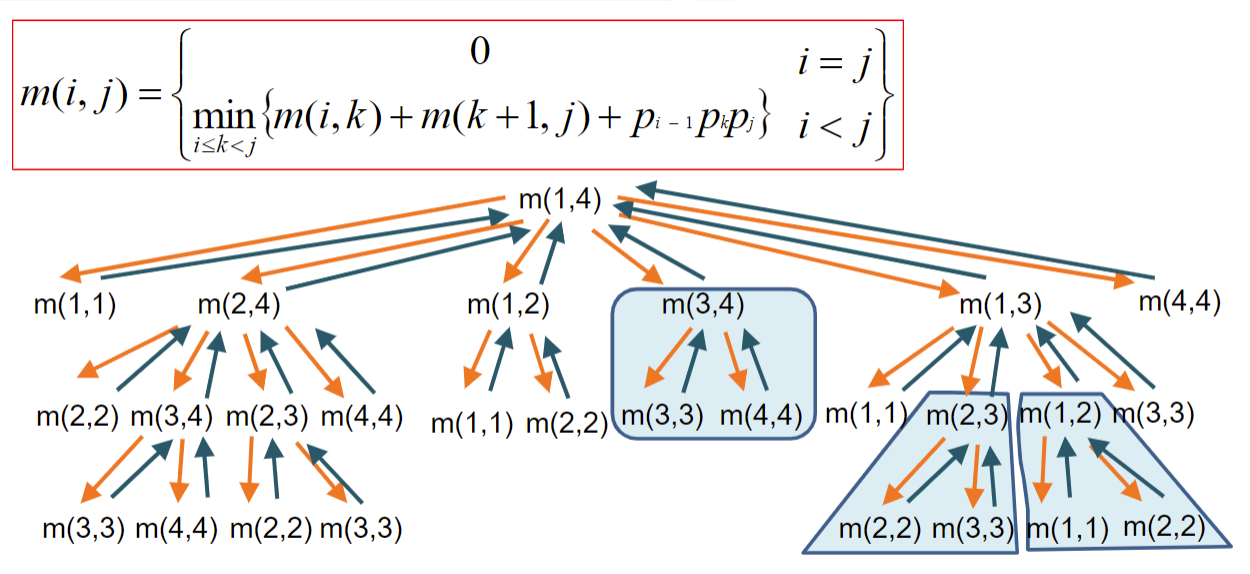 m(i, j) = { 0 i = j
min i≤k<j {m(i, k) + m(k + 1, j) + p i - 1 p k p j} i < j }
m(1,4)
m(1,1) m(2,4) m(1,2) m(3,4) m(1,3) m(4,4)
m(2,2) m(3,4) m(2,3) m(4,4) m(1,1) m(2,2) m(3,3) m(4,4) m(1,1) m(2,3) m(1,2) m(3,3)
m(3,3) m(4,4) m(2,2) m(3,3) m(2,2) m(3,3) m(1,1) m(2,2)